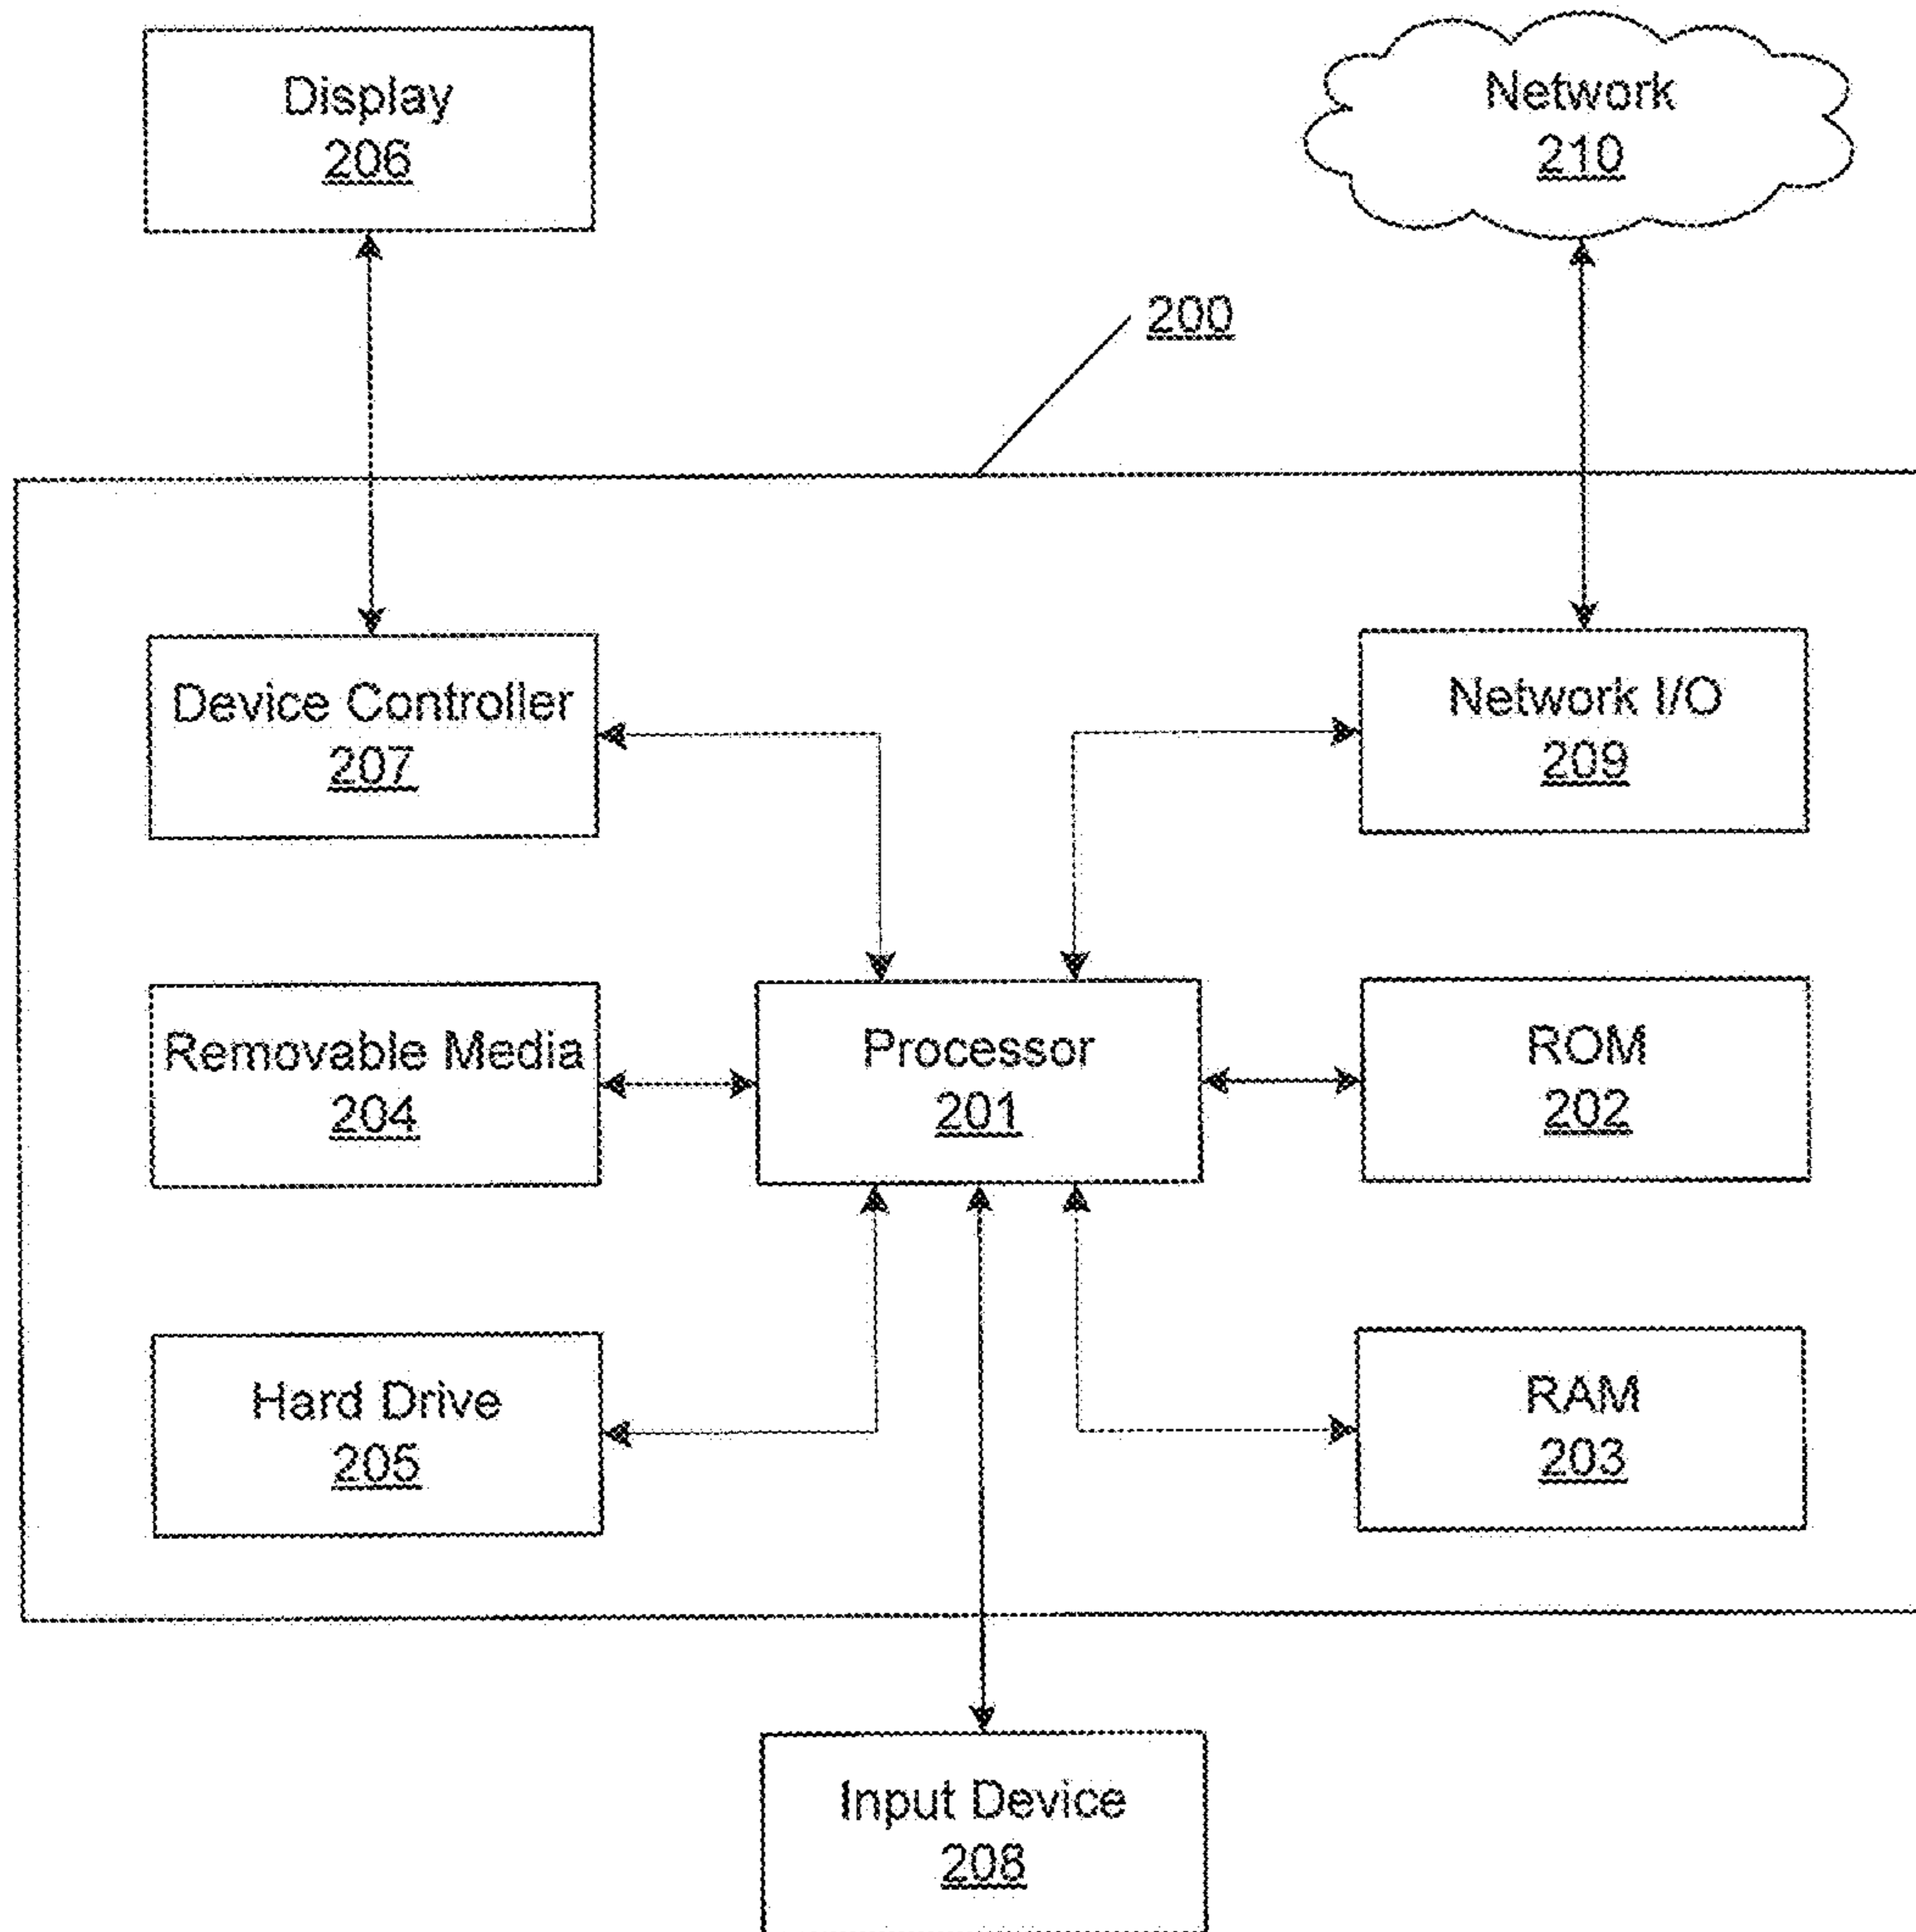 Display
206
Network
210
200
Device Controller
207
Network I/O
209
Removable Media
204
Processor
201
ROM
202
Hard Drive
205
RAM
203
Input Device
208